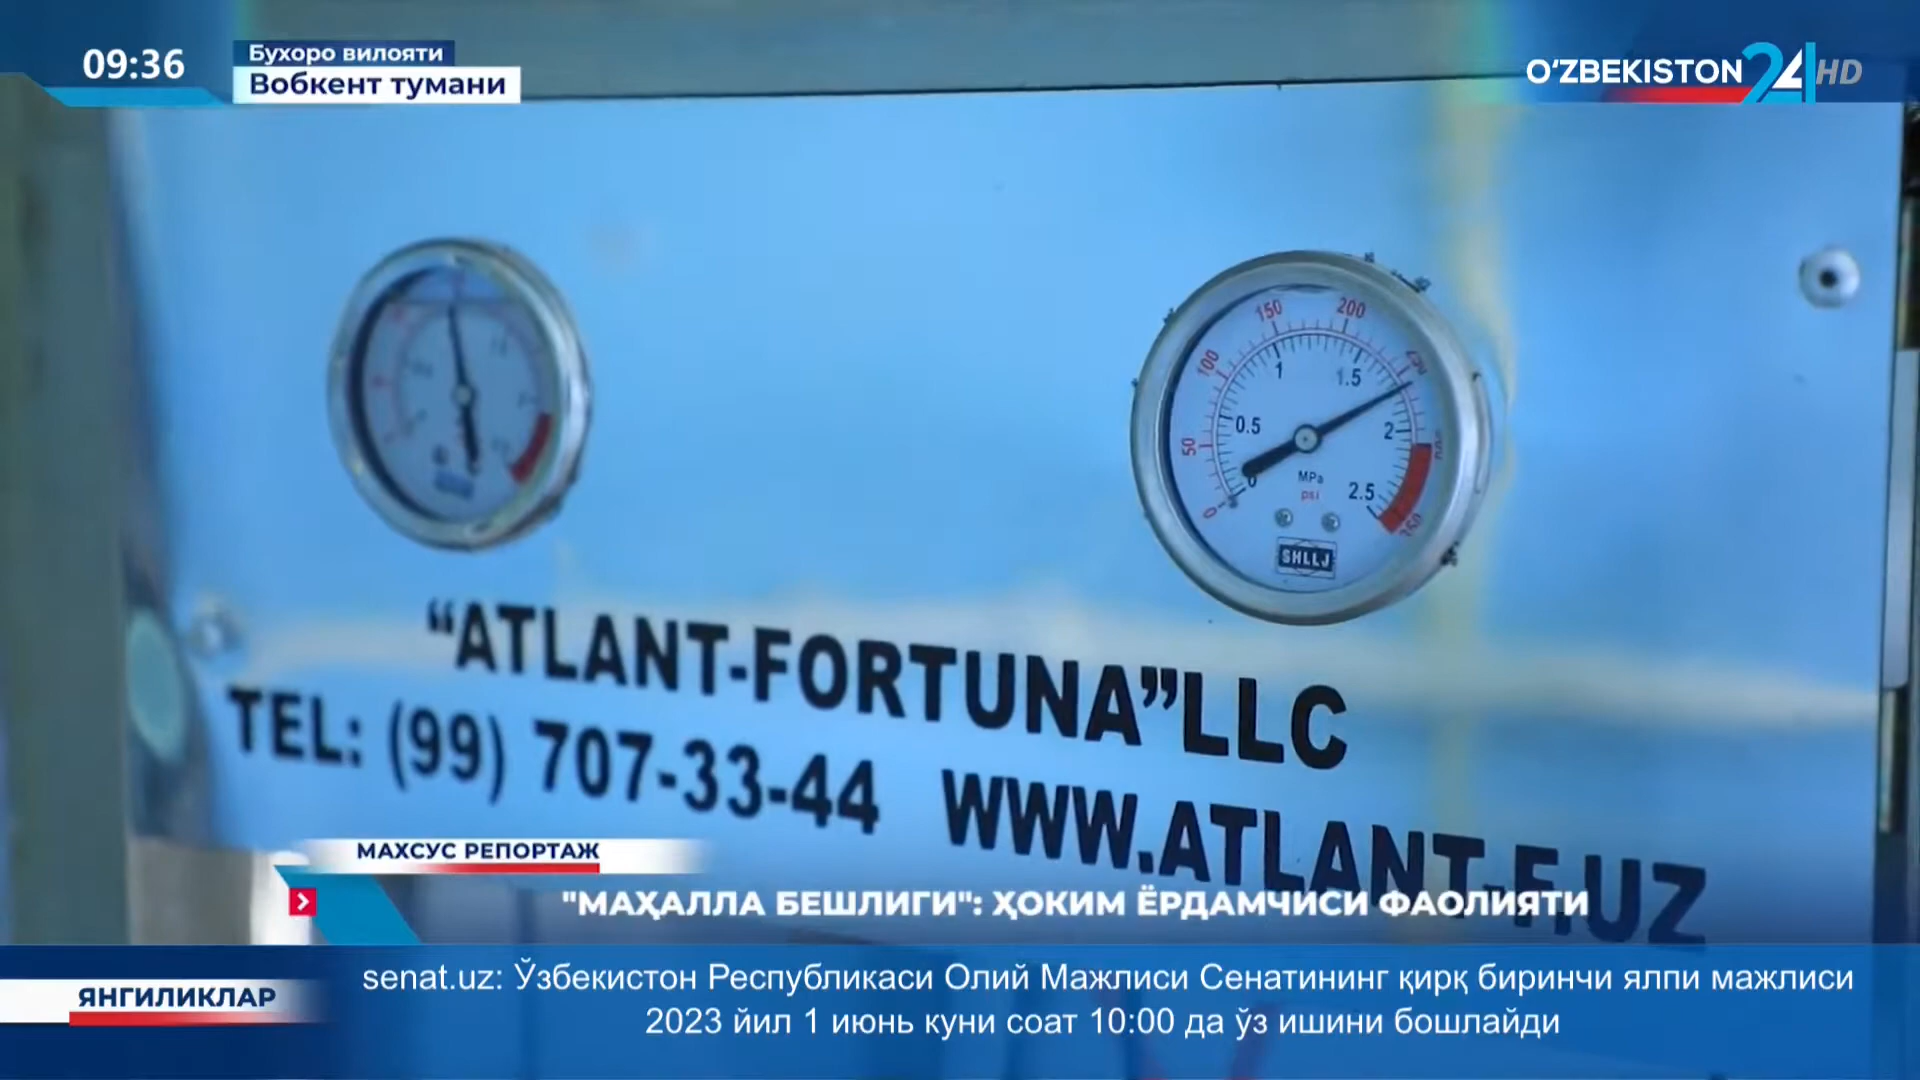 09:36
Бухоро вилояти
Вобкент тумани
O‘ZBEKISTON 24 HD
150 200
100
1 1.5
0.5 2
50
MPa
0 psi 2.5
0
SHLLJ
“ATLANT-FORTUNA”LLC
TEL: (99) 707-33-44 WWW.ATLANT-F.UZ
МАХСУС РЕПОРТАЖ
"МАҲАЛЛА БЕШЛИГИ": ҲОКИМ ЁРДАМЧИСИ ФАОЛИЯТИ
ЯНГИЛИКЛАР
senat.uz: Ўзбекистон Республикаси Олий Мажлиси Сенатининг қирқ биринчи ялпи мажлиси
2023 йил 1 июнь куни соат 10:00 да ўз ишини бошлайди